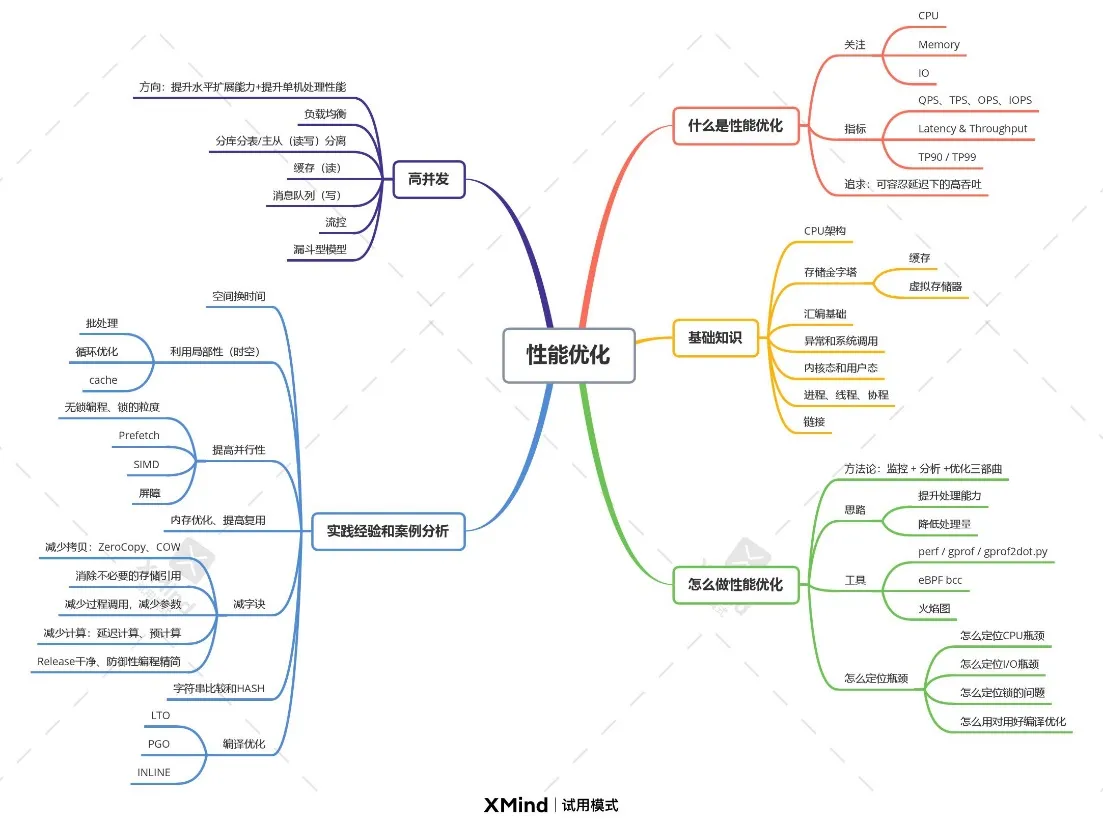 性能优化
什么是性能优化
关注
CPU
Memory
IO
指标
QPS、TPS、OPS、IOPS
Latency & Throughput
TP90 / TP99
追求：可容忍延迟下的高吞吐
基础知识
CPU架构
存储金字塔
缓存
虚拟存储器
汇编基础
异常和系统调用
内核态和用户态
进程、线程、协程
链接
怎么做性能优化
方法论：监控 + 分析 +优化三部曲
思路
提升处理能力
降低处理量
工具
perf / gprof / gprof2dot.py
eBPF bcc
火焰图
怎么定位瓶颈
怎么定位CPU瓶颈
怎么定位I/O瓶颈
怎么定位锁的问题
怎么用对用好编译优化
高并发
方向：提升水平扩展能力+提升单机处理性能
负载均衡
分库分表/主从（读写）分离
缓存（读）
消息队列（写）
流控
漏斗型模型
实践经验和案例分析
空间换时间
利用局部性（时空）
批处理
循环优化
cache
提高并行性
无锁编程、锁的粒度
Prefetch
SIMD
屏障
内存优化、提高复用
减字诀
减少拷贝：ZeroCopy、COW
消除不必要的存储引用
减少过程调用，减少参数
减少计算：延迟计算、预计算
Release干净、防御性编程精简
字符串比较和HASH
编译优化
LTO
PGO
INLINE
XMind | 试用模式